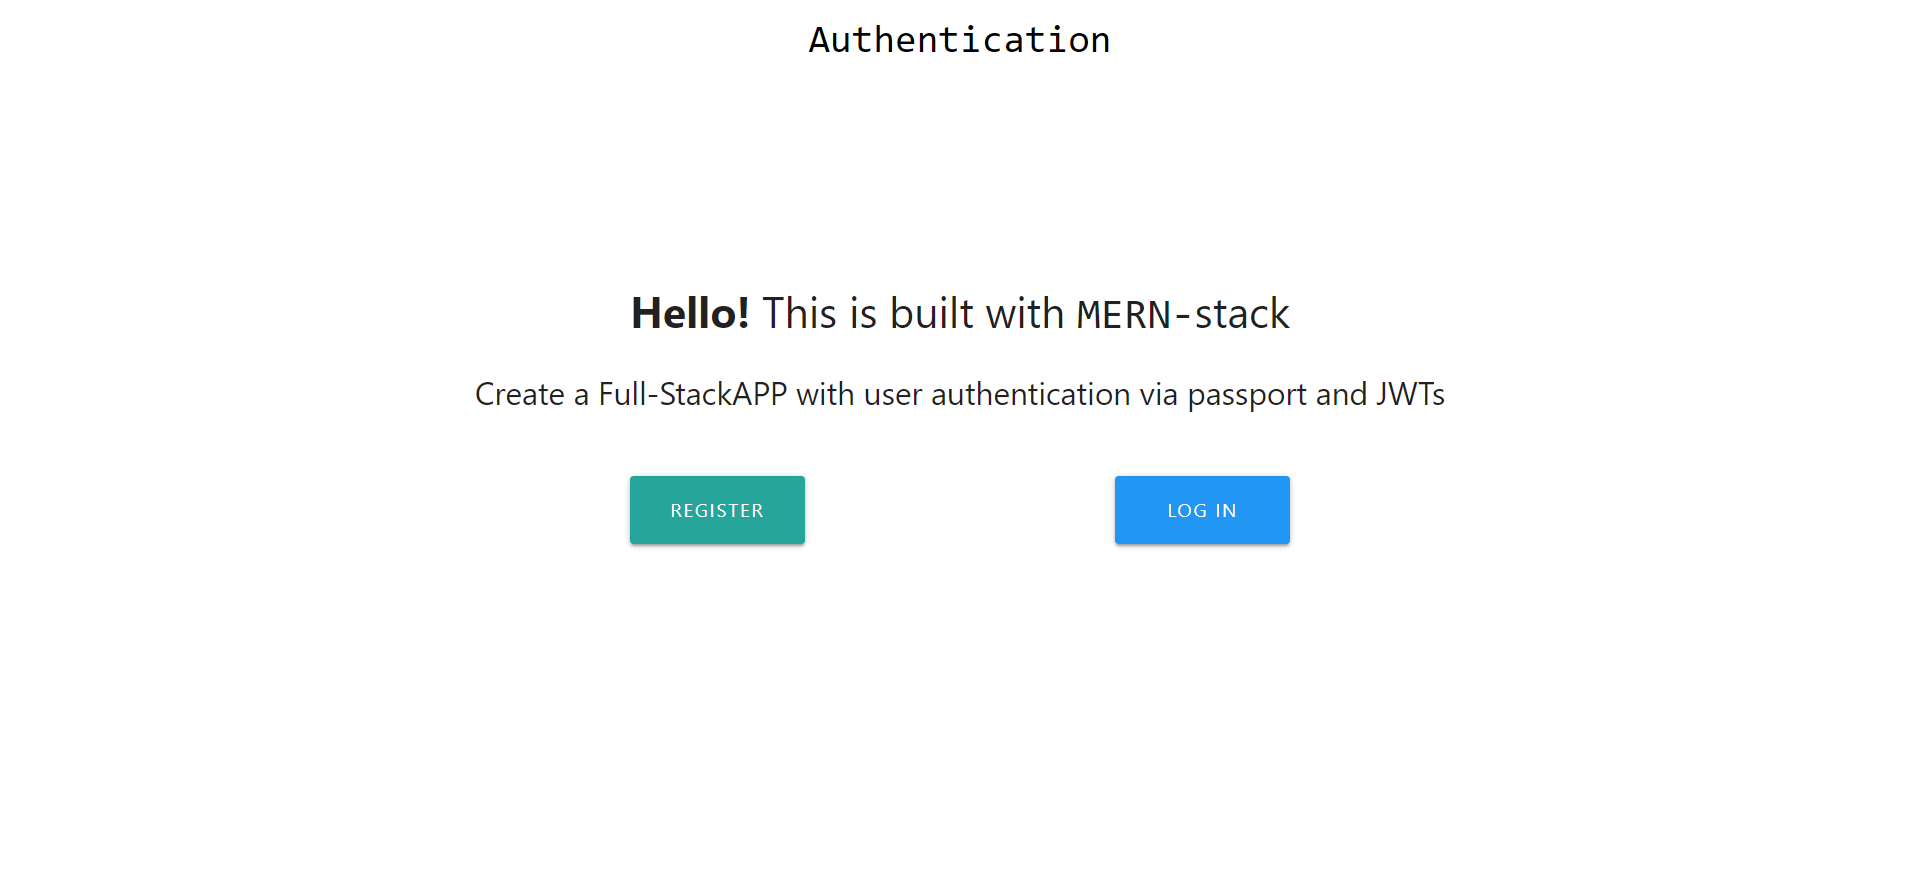 Authentication
Hello! This is built with MERN-stack
Create a Full-StackAPP with user authentication via passport and JWTs
REGISTER
LOG IN